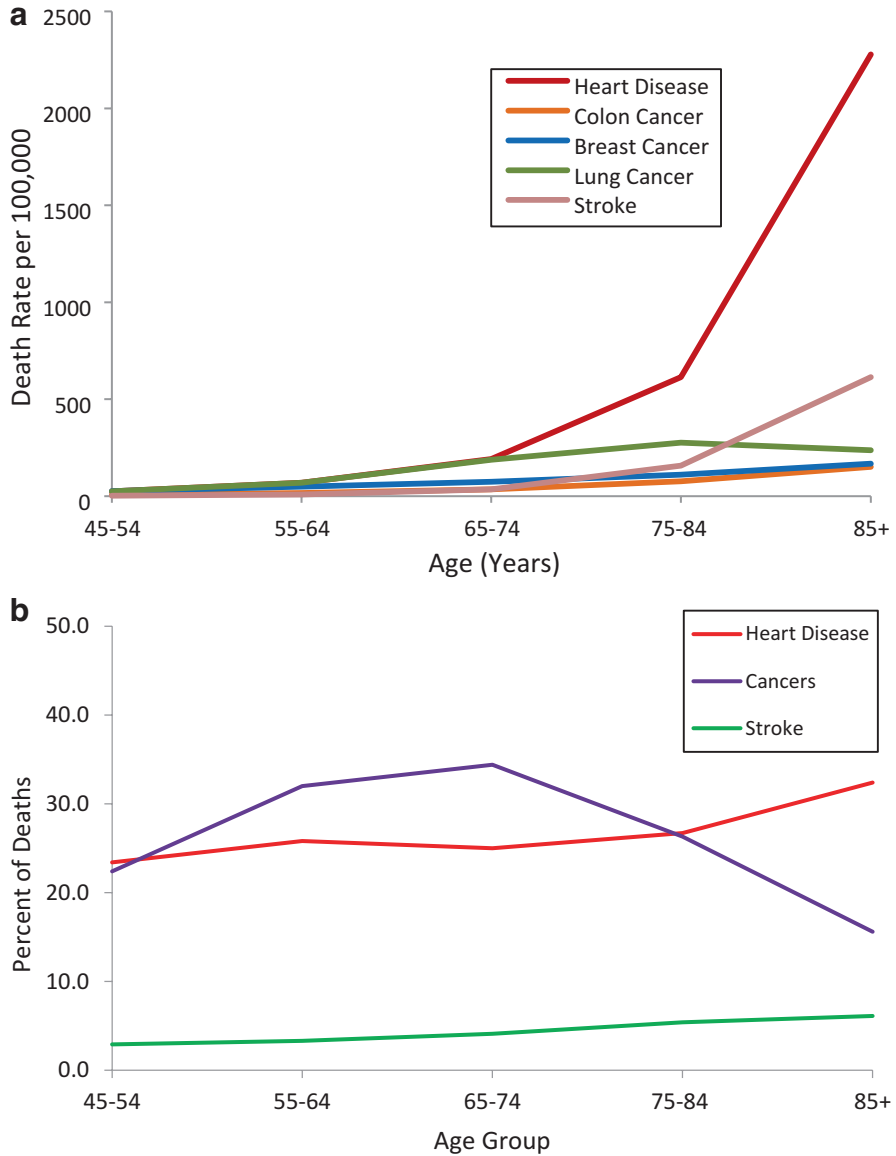 a
2500
2000
1500
1000
500
0
Death Rate per 100,000
Heart Disease
Colon Cancer
Breast Cancer
Lung Cancer
Stroke
45-54 55-64 65-74 75-84 85+
Age (Years)
b
50.0
40.0
30.0
20.0
10.0
0.0
Percent of Deaths
Heart Disease
Cancers
Stroke
45-54 55-64 65-74 75-84 85+
Age Group